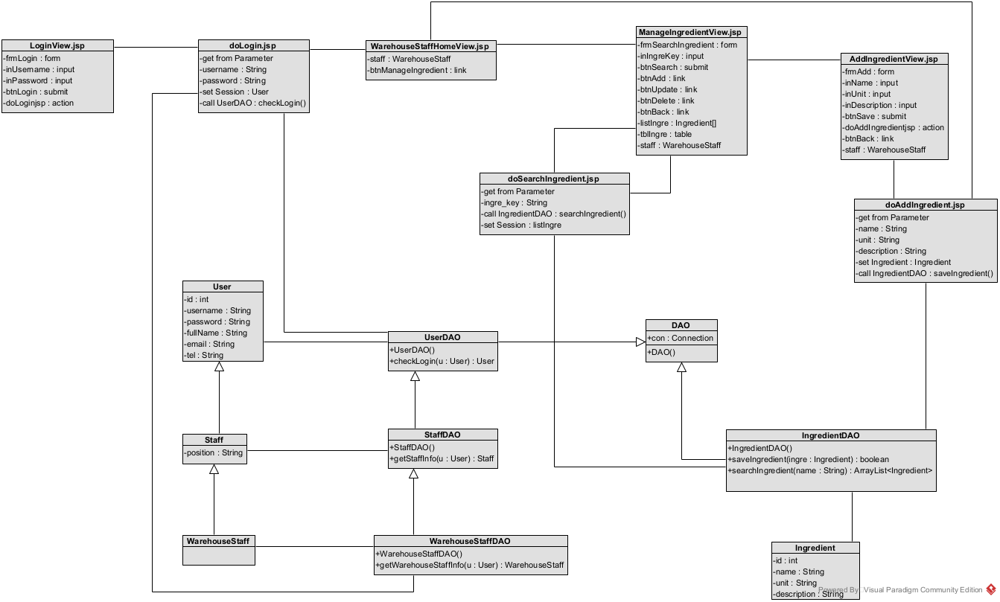 LoginView.jsp
-frmLogin : form
-inUsername : input
-inPassword : input
-btnLogin : submit
-doLoginjsp : action
doLogin.jsp
-get from Parameter
-username : String
-password : String
-set Session : User
-call UserDAO : checkLogin()
WarehouseStaffHomeView.jsp
-staff : WarehouseStaff
-btnManageIngredient : link
ManageIngredientView.jsp
-frmSearchIngredient : form
-inIngreKey : input
-btnSearch : submit
-btnAdd : link
-btnUpdate : link
-btnDelete : link
-btnBack : link
-listIngre : Ingredient[]
-tblIngre : table
-staff : WarehouseStaff
AddIngredientView.jsp
-frmAdd : form
-inName : input
-inUnit : input
-inDescription : input
-btnSave : submit
-doAddIngredientjsp : action
-btnBack : link
-staff : WarehouseStaff
doSearchIngredient.jsp
-get from Parameter
-ingre_key : String
-call IngredientDAO : searchIngredient()
-set Session : listIngre
doAddIngredient.jsp
-get from Parameter
-name : String
-unit : String
-description : String
-set Ingredient : Ingredient
-call IngredientDAO : saveIngredient()
User
-id : int
-username : String
-password : String
-fullName : String
-email : String
-tel : String
UserDAO
+UserDAO()
+checkLogin(u : User) : User
DAO
+con : Connection
+DAO()
Staff
-position : String
StaffDAO
+StaffDAO()
+getStaffInfo(u : User) : Staff
IngredientDAO
+IngredientDAO()
+saveIngredient(ingre : Ingredient) : boolean
+searchIngredient(name : String) : ArrayList<Ingredient>
WarehouseStaff
WarehouseStaffDAO
+WarehouseStaffDAO()
+getWarehouseStaffInfo(u : User) : WarehouseStaff
Ingredient
-id : int
-name : String
-unit : String
-description : String
Powered By Visual Paradigm Community Edition